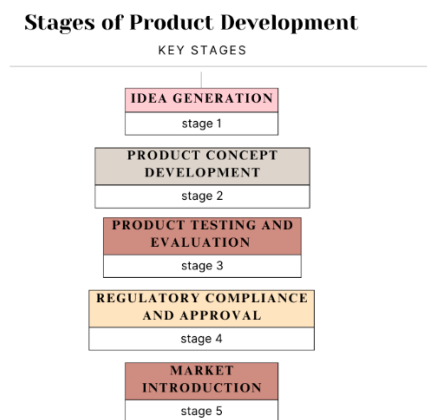 Stages of Product Development
KEY STAGES
IDEA GENERATION
stage 1
PRODUCT CONCEPT
DEVELOPMENT
stage 2
PRODUCT TESTING AND
EVALUATION
stage 3
REGULATORY COMPLIANCE
AND APPROVAL
stage 4
MARKET
INTRODUCTION
stage 5